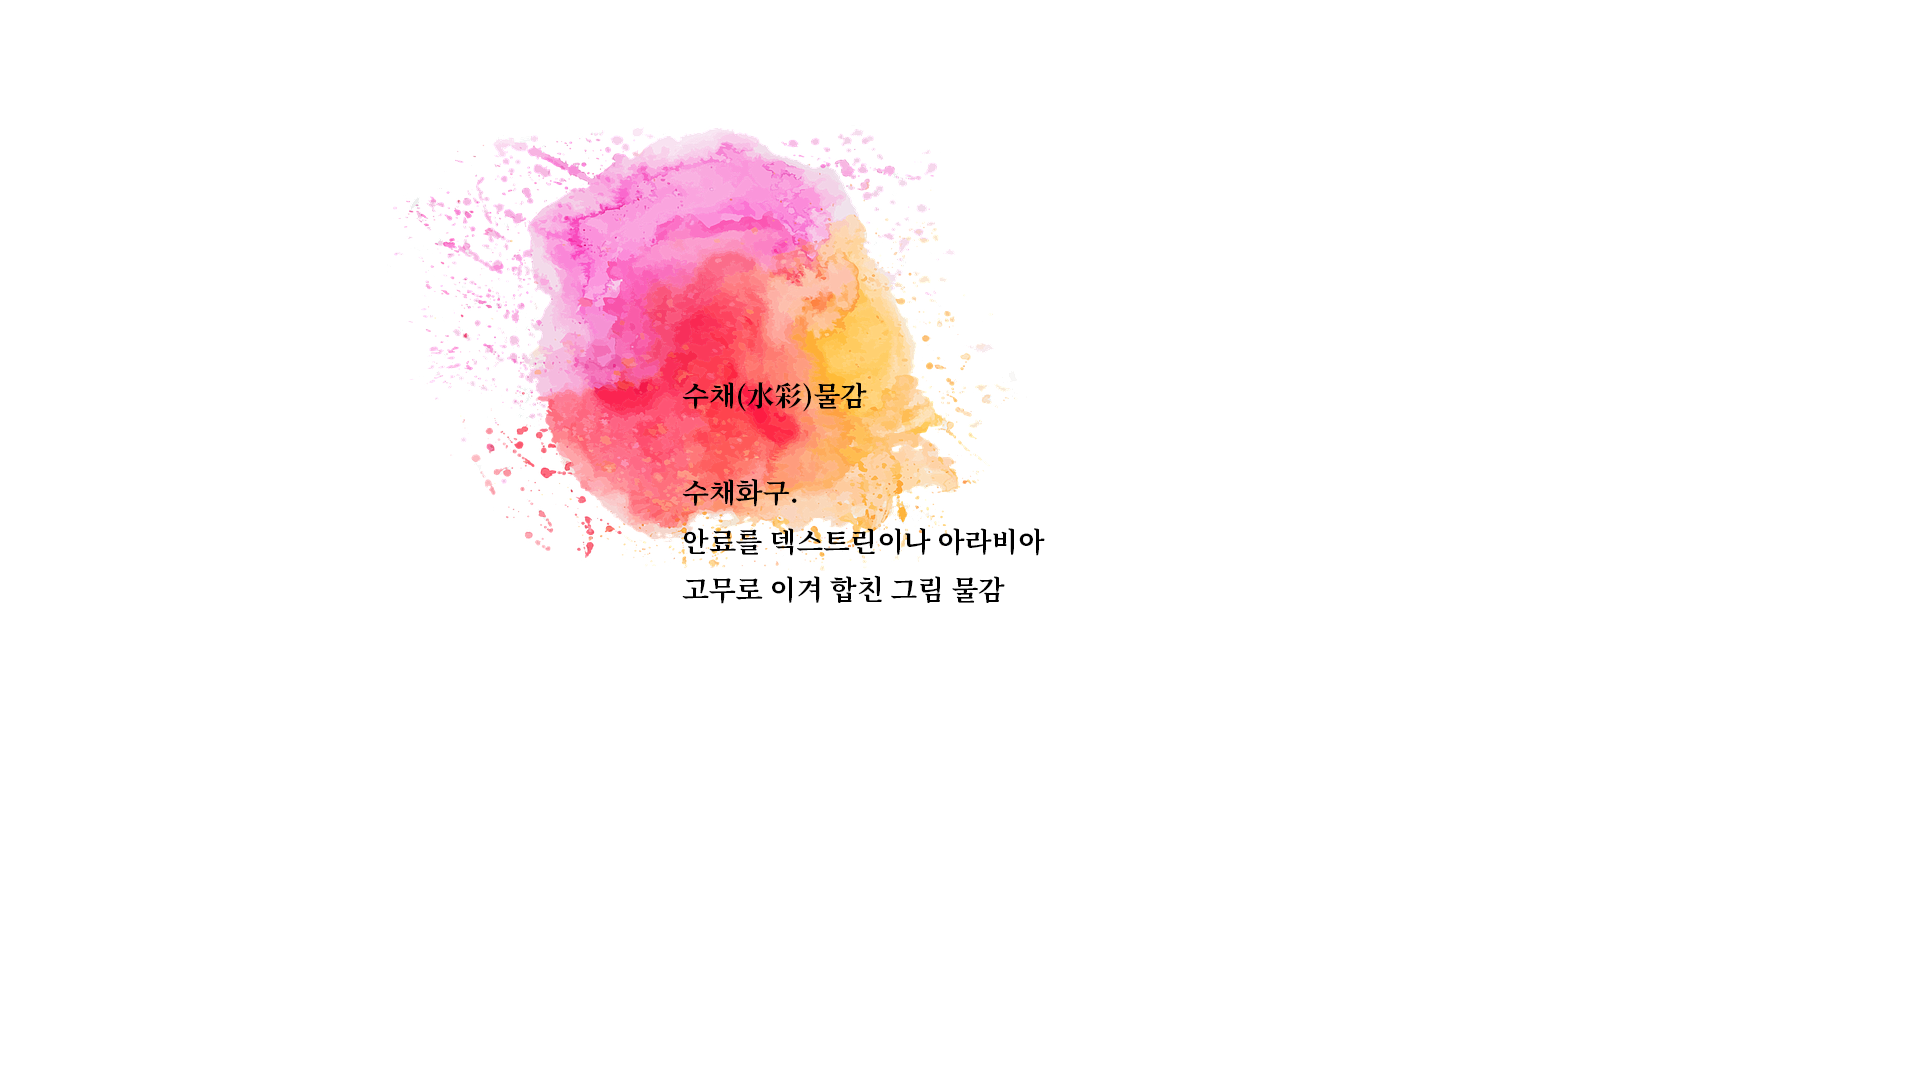 수채(水彩)물감
수채화구.
안료를 덱스트린이나 아라비아
고무로 이겨 합친 그림 물감